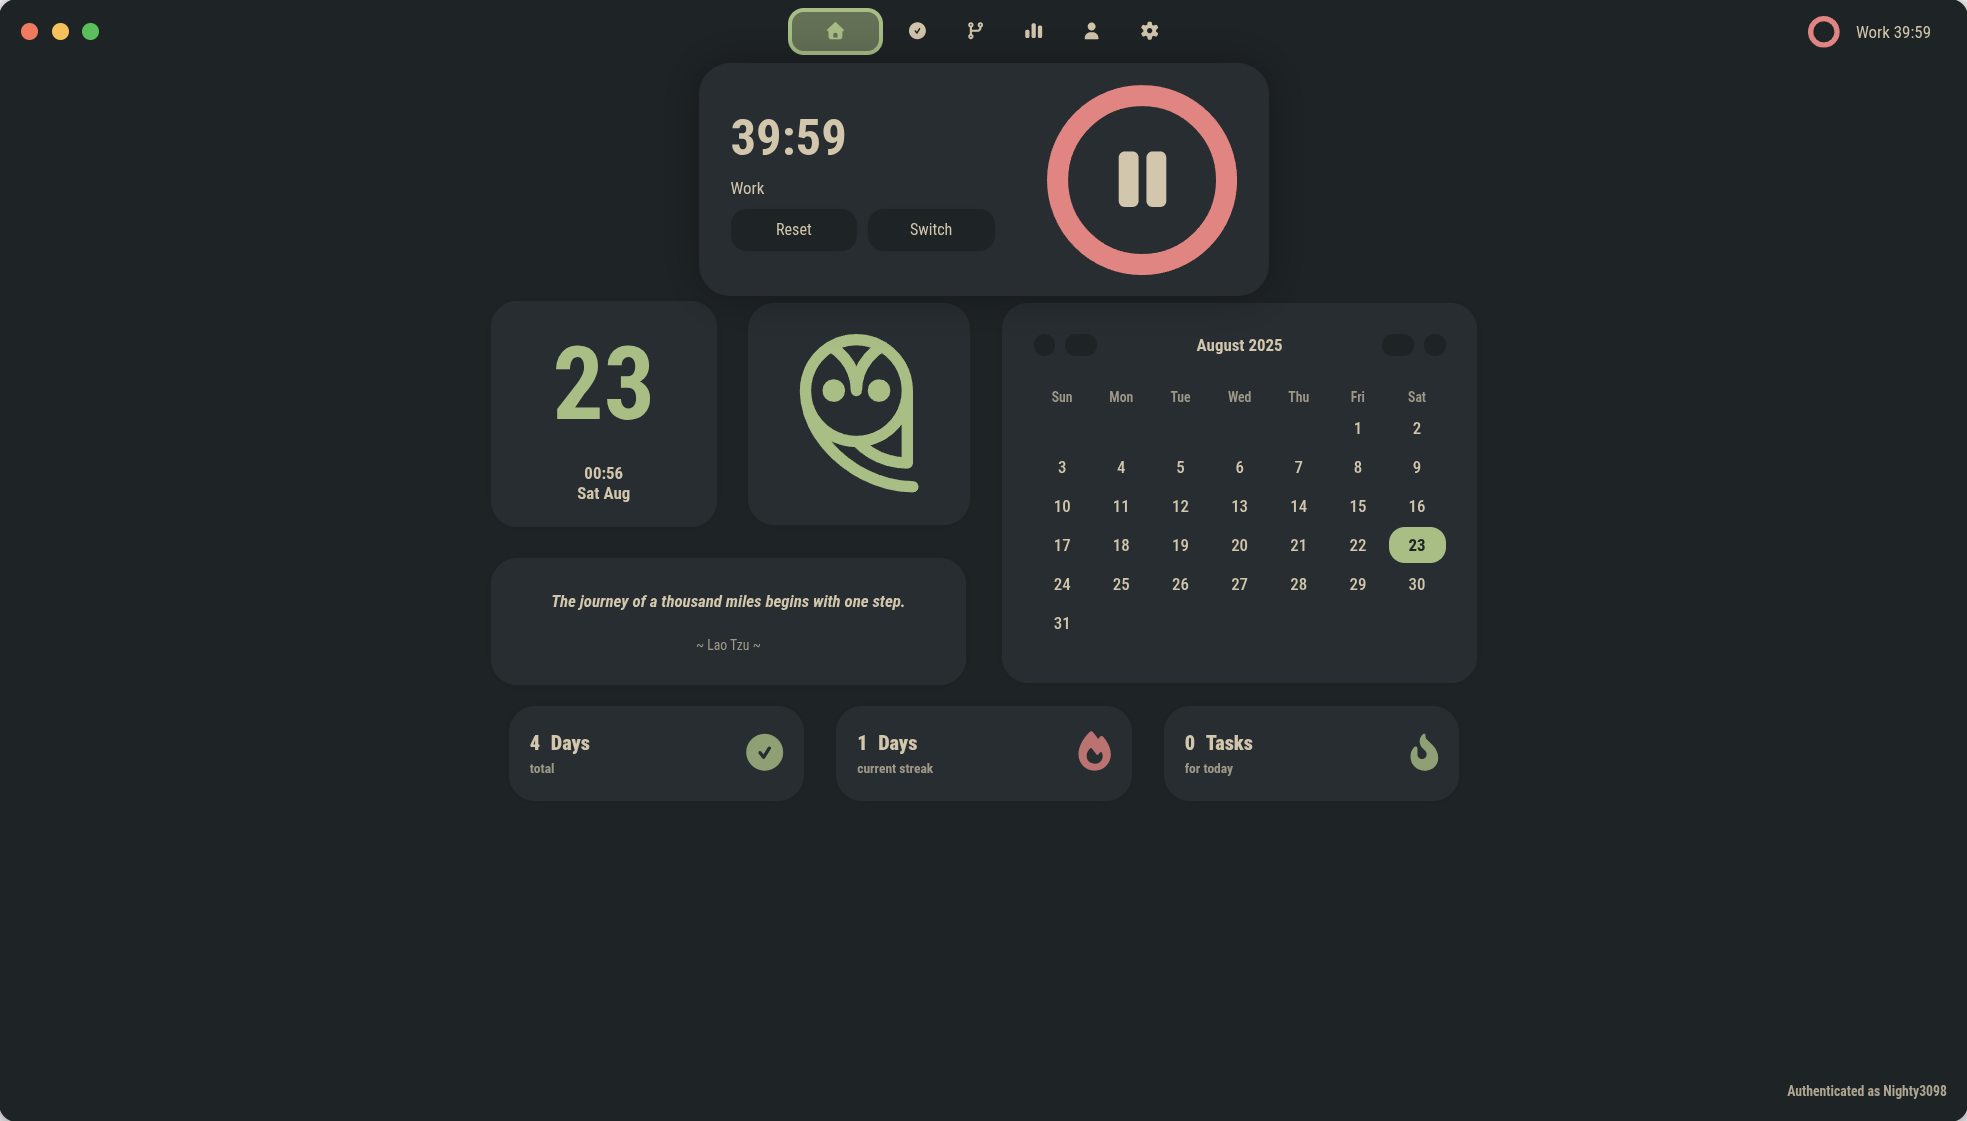 Work 39:59
39:59
Work
Reset Switch
23
00:56
Sat Aug
August 2025
Sun Mon Tue Wed Thu Fri Sat
1 2
3 4 5 6 7 8 9
10 11 12 13 14 15 16
17 18 19 20 21 22 23
24 25 26 27 28 29 30
31
The journey of a thousand miles begins with one step.
~ Lao Tzu ~
4 Days
total
1 Days
current streak
0 Tasks
for today
Authenticated as Nighty3098